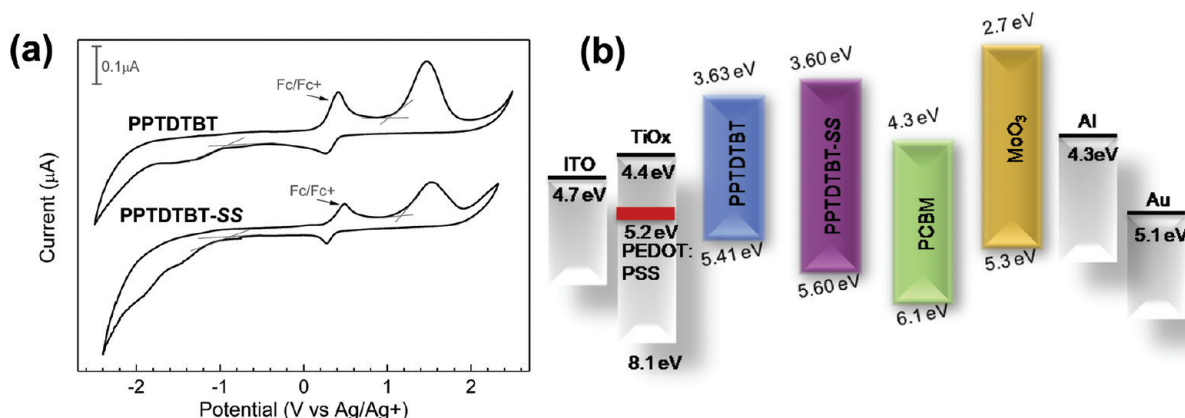 (a)
0.1µA
Fc/Fc+
PPTDTBT
Fc/Fc+
PPTDTBT-SS
Current (µA)
-2
-1
0
1
2
Potential (V vs Ag/Ag+)
(b)
ITO
4.7 eV
TiOx
4.4 eV
5.2 eV
PEDOT:
PSS
8.1 eV
3.63 eV
PPTDTBT
5.41 eV
3.60 eV
PPTDTBT-SS
5.60 eV
4.3 eV
PCBM
6.1 eV
2.7 eV
MoO₃
5.3 eV
Al
4.3eV
Au
5.1 eV